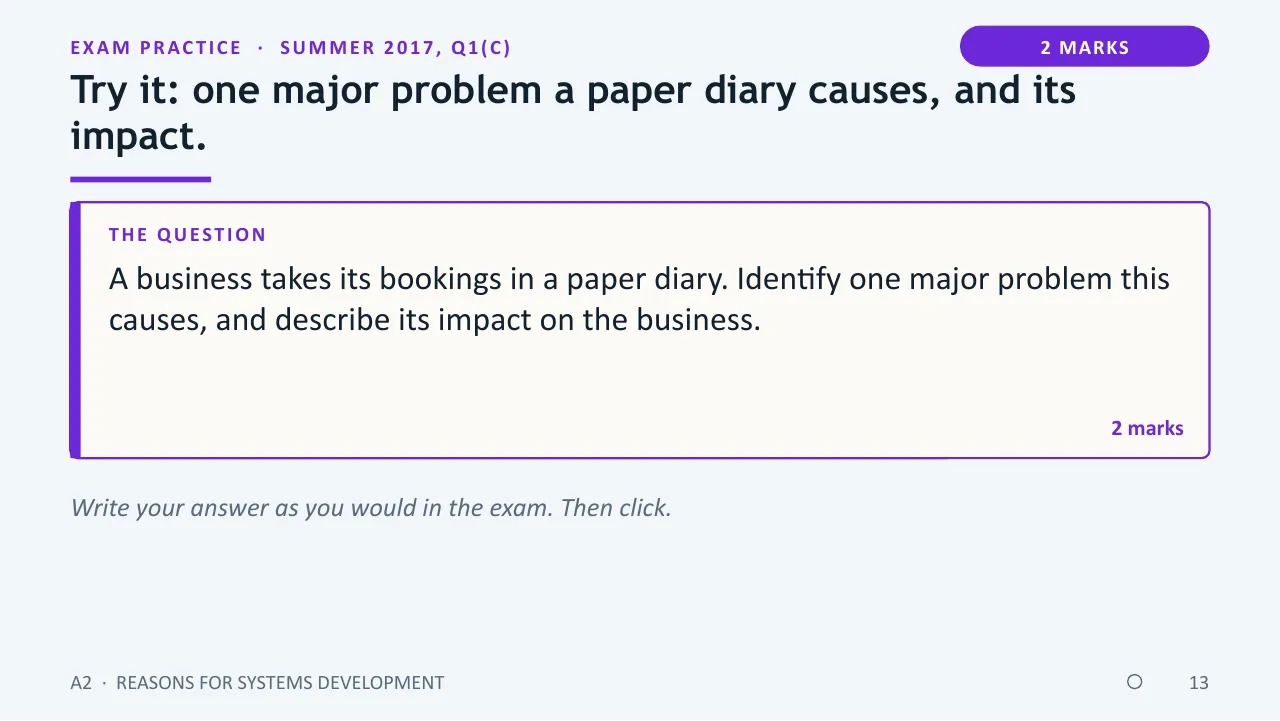 EXAM PRACTICE · SUMMER 2017, Q1(C)
2 MARKS
Try it: one major problem a paper diary causes, and its
impact.
THE QUESTION
A business takes its bookings in a paper diary. Identify one major problem this
causes, and describe its impact on the business.
2 marks
Write your answer as you would in the exam. Then click.
A2 · REASONS FOR SYSTEMS DEVELOPMENT
13